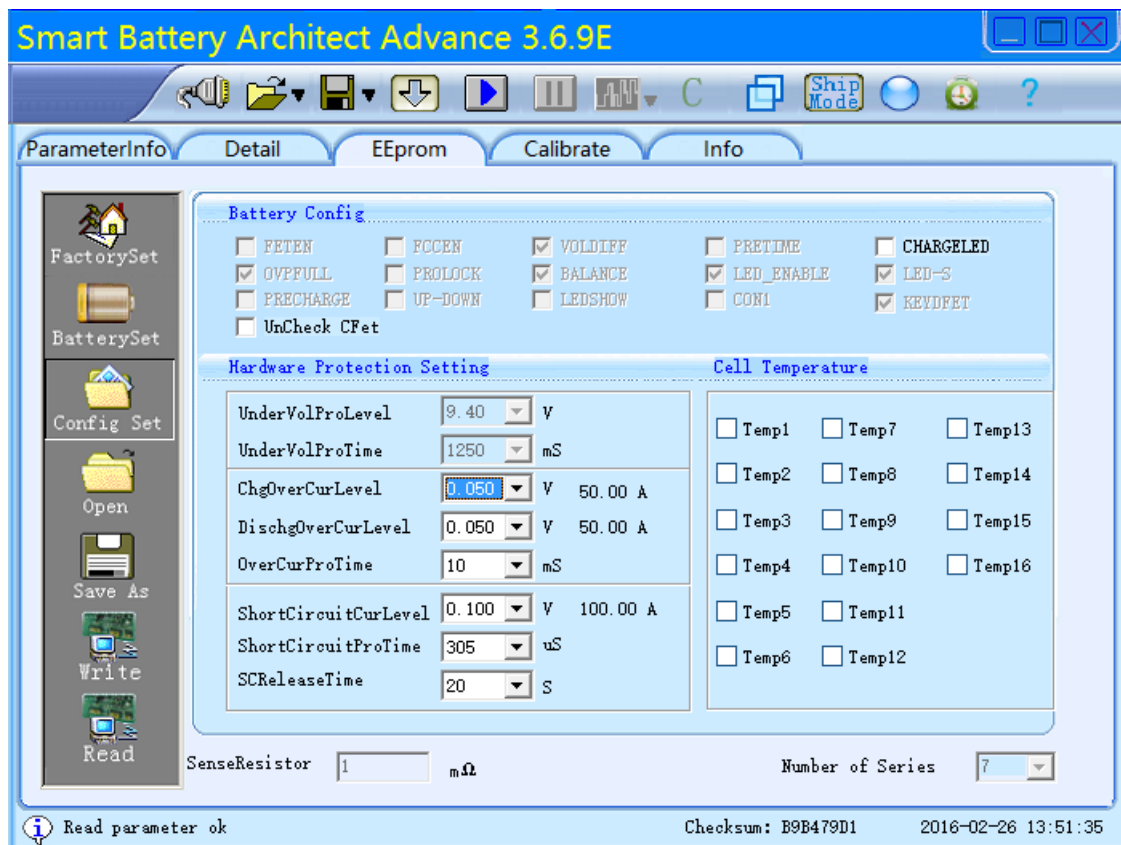 Smart Battery Architect Advance 3.6.9E
C Ship Mode ?
ParameterInfo Detail EEprom Calibrate Info
FactorySet
BatterySet
Config Set
Open
Save As
Write
Read
Battery Config
FETEN FCCEN VOLDIFF PRETIME CHARGELED
OVPFULL PROLOCK BALANCE LED_ENABLE LED-S
PRECHARGE UP-DOWN LEDSHOW CON1 KEYDFET
UnCheck CFet
Hardware Protection Setting
UnderVolProLevel 9.40 V
UnderVolProTime 1250 mS
ChgOverCurLevel 0.050 V 50.00 A
DischgOverCurLevel 0.050 V 50.00 A
OverCurProTime 10 mS
ShortCircuitCurLevel 0.100 V 100.00 A
ShortCircuitProTime 305 uS
SCReleaseTime 20 S
Cell Temperature
Temp1 Temp7 Temp13
Temp2 Temp8 Temp14
Temp3 Temp9 Temp15
Temp4 Temp10 Temp16
Temp5 Temp11
Temp6 Temp12
SenseResistor 1 mΩ Number of Series 7
Read parameter ok Checksum: B9B479D1 2016-02-26 13:51:35